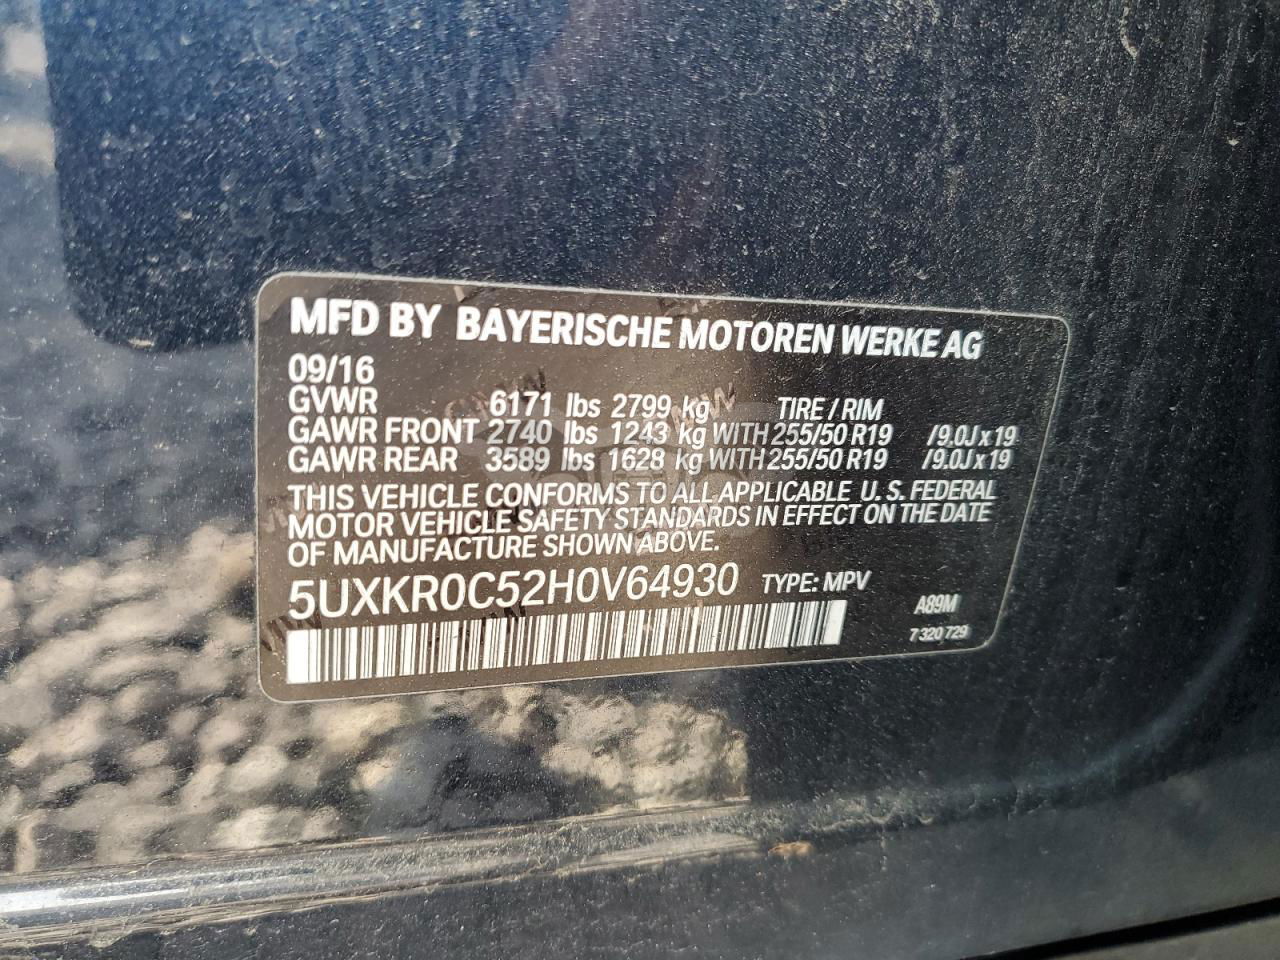 MFD BY BAYERISCHE MOTOREN WERKE AG
09/16
GVWR 6171 lbs 2799 kg TIRE / RIM
GAWR FRONT 2740 lbs 1243 kg WITH 255/50 R19 /9.0J x 19
GAWR REAR 3589 lbs 1628 kg WITH 255/50 R19 /9.0J x 19
THIS VEHICLE CONFORMS TO ALL APPLICABLE U. S. FEDERAL
MOTOR VEHICLE SAFETY STANDARDS IN EFFECT ON THE DATE
OF MANUFACTURE SHOWN ABOVE.
5UXKR0C52H0V64930 TYPE: MPV
A89M
7 320 729